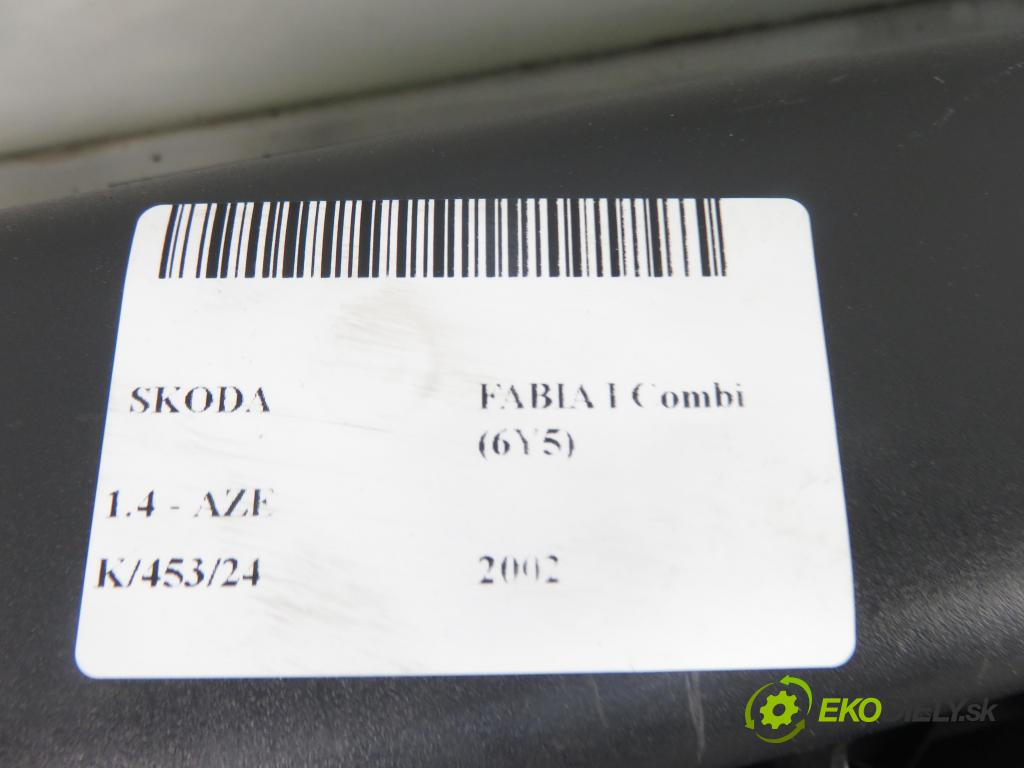 SKODA
FABIA I Combi
(6Y5)
1.4 - AZE
K/453/24
2002
EKODIELY.sk